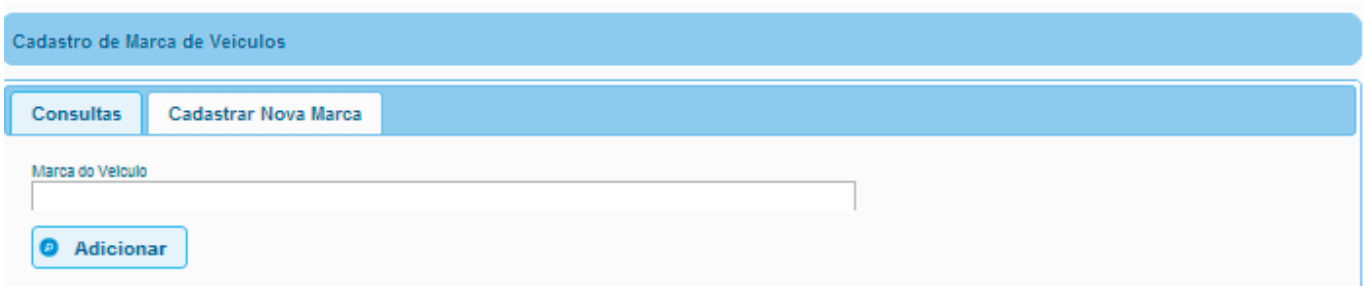 Cadastro de Marca de Veiculos
Consultas Cadastrar Nova Marca
Marca do Veiculo
Adicionar